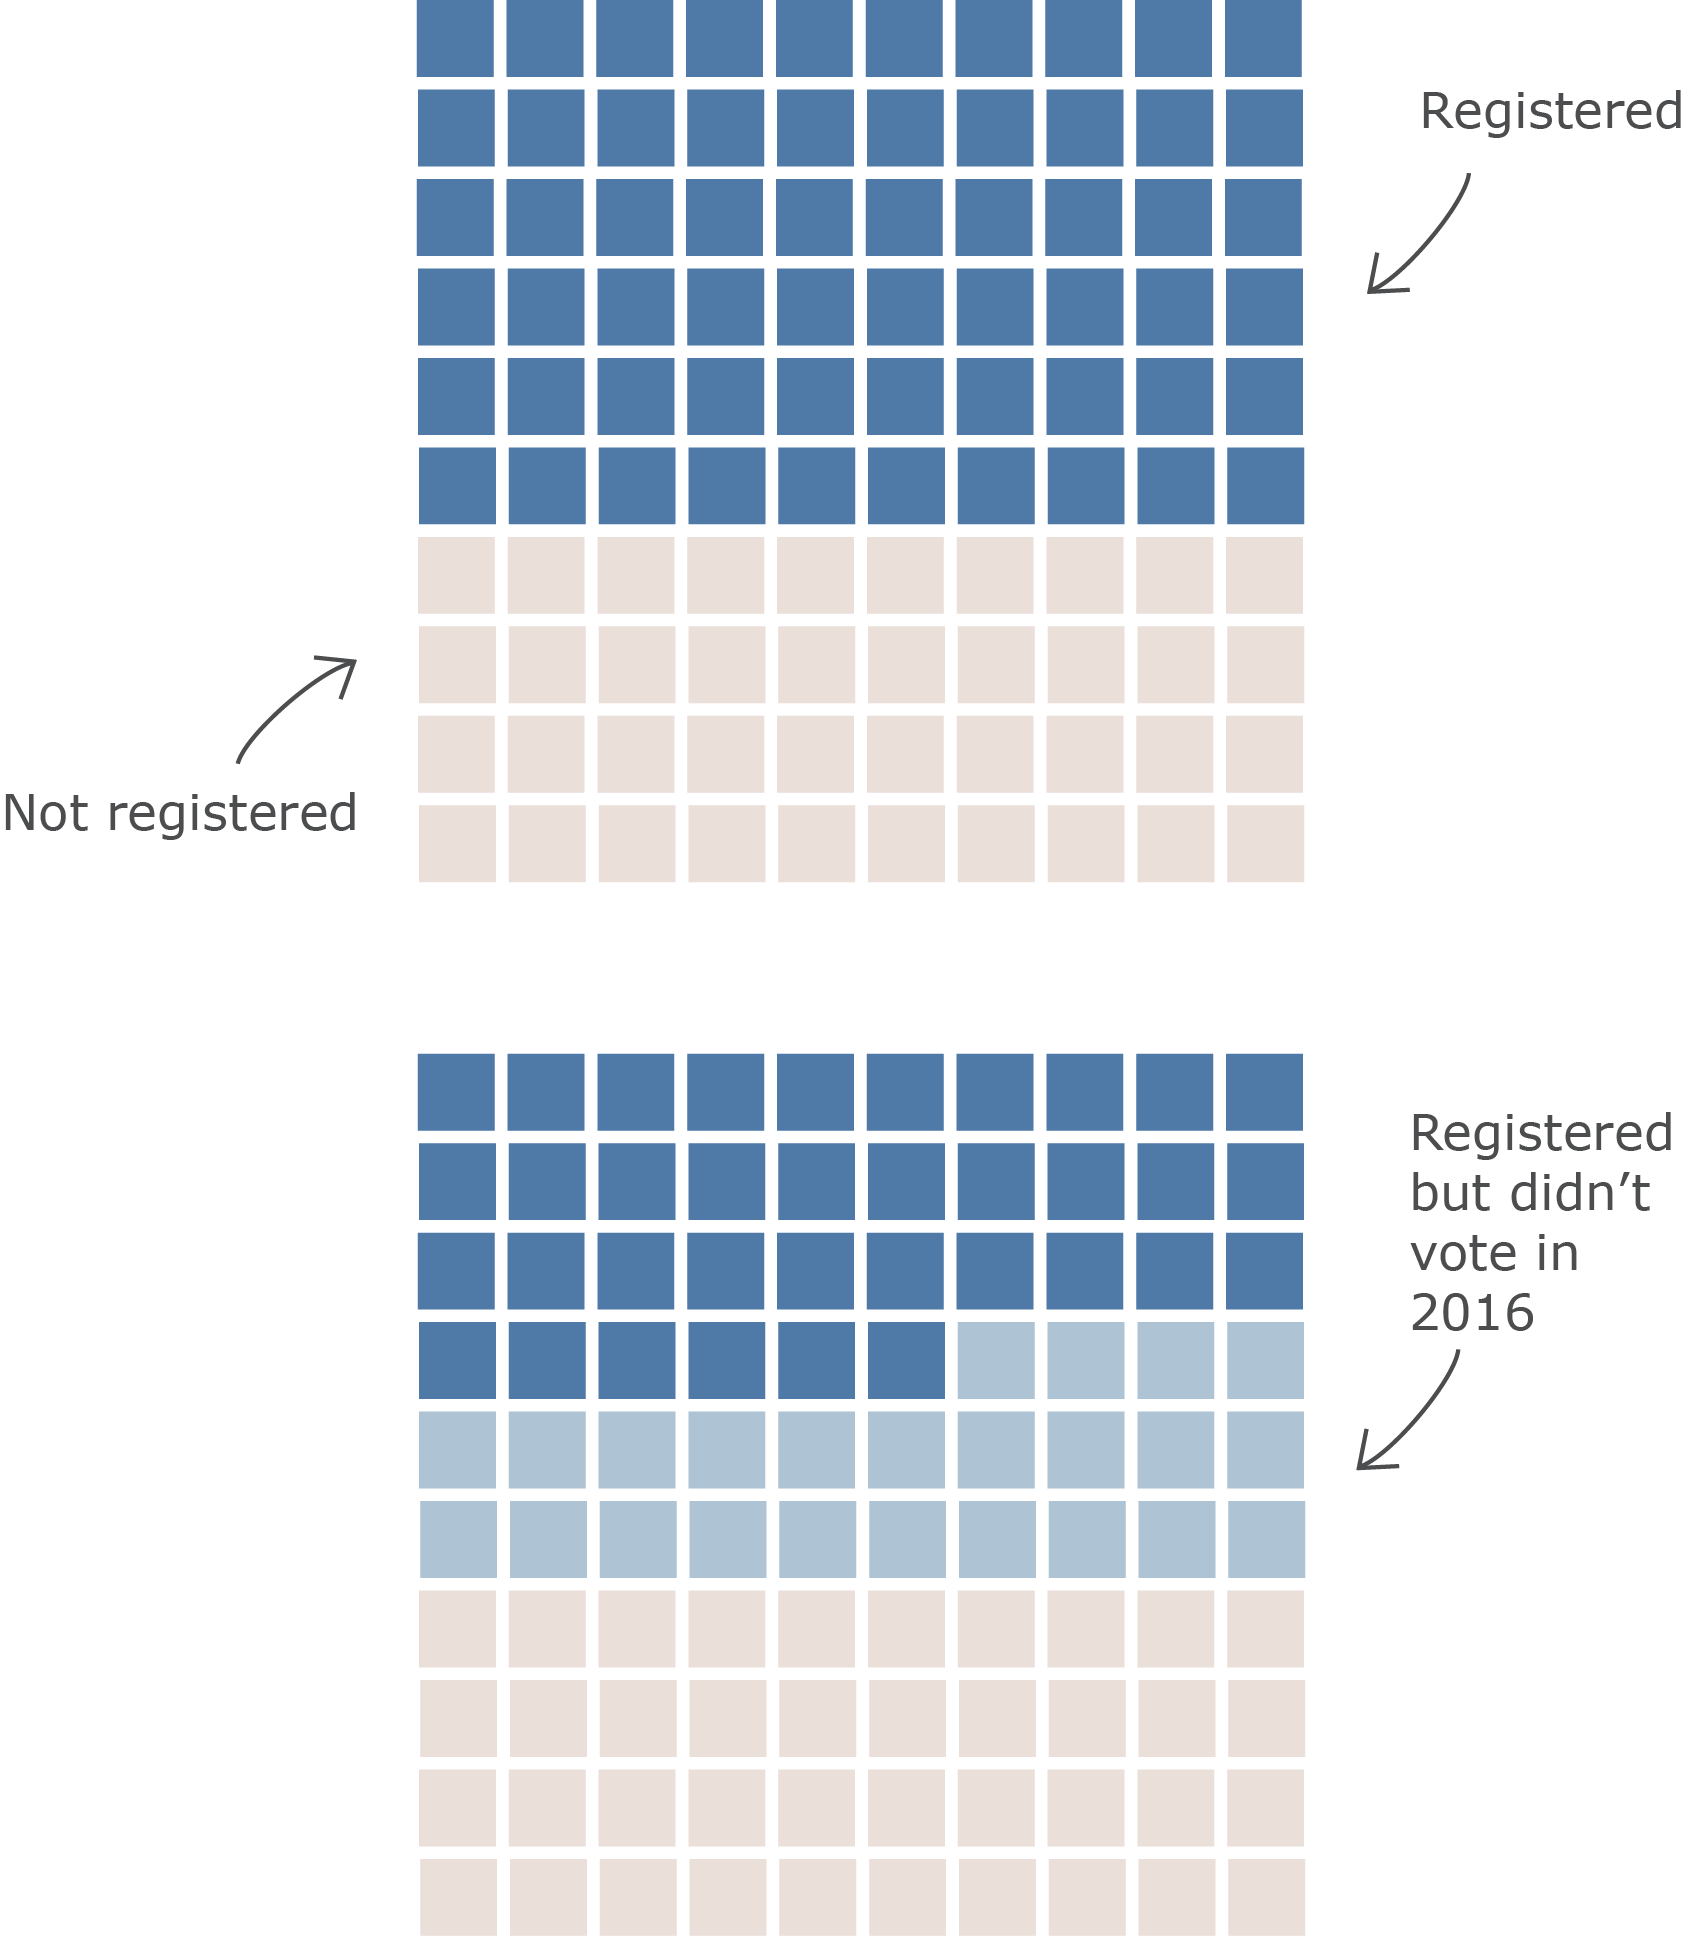 Registered
Not registered
Registered
but didn’t
vote in
2016